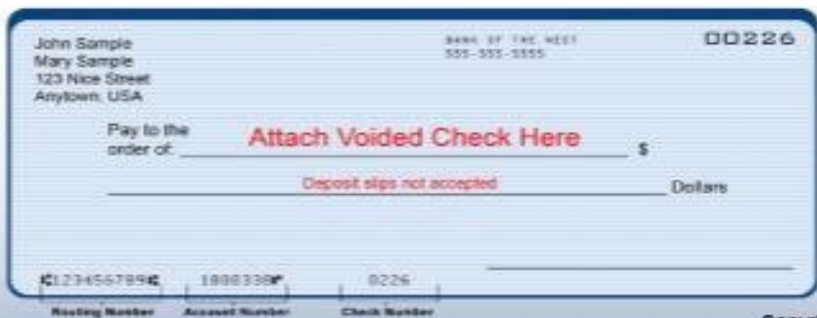 John Sample
Mary Sample
123 Nice Street
Anytown, USA
BANK OF THE WEST
555-555-5555
00226
Pay to the
order of: Attach Voided Check Here $
Deposit slips not accepted Dollars
⑆123456789⑆ 1800338⑈ 0226
Routing Number Account Number Check Number